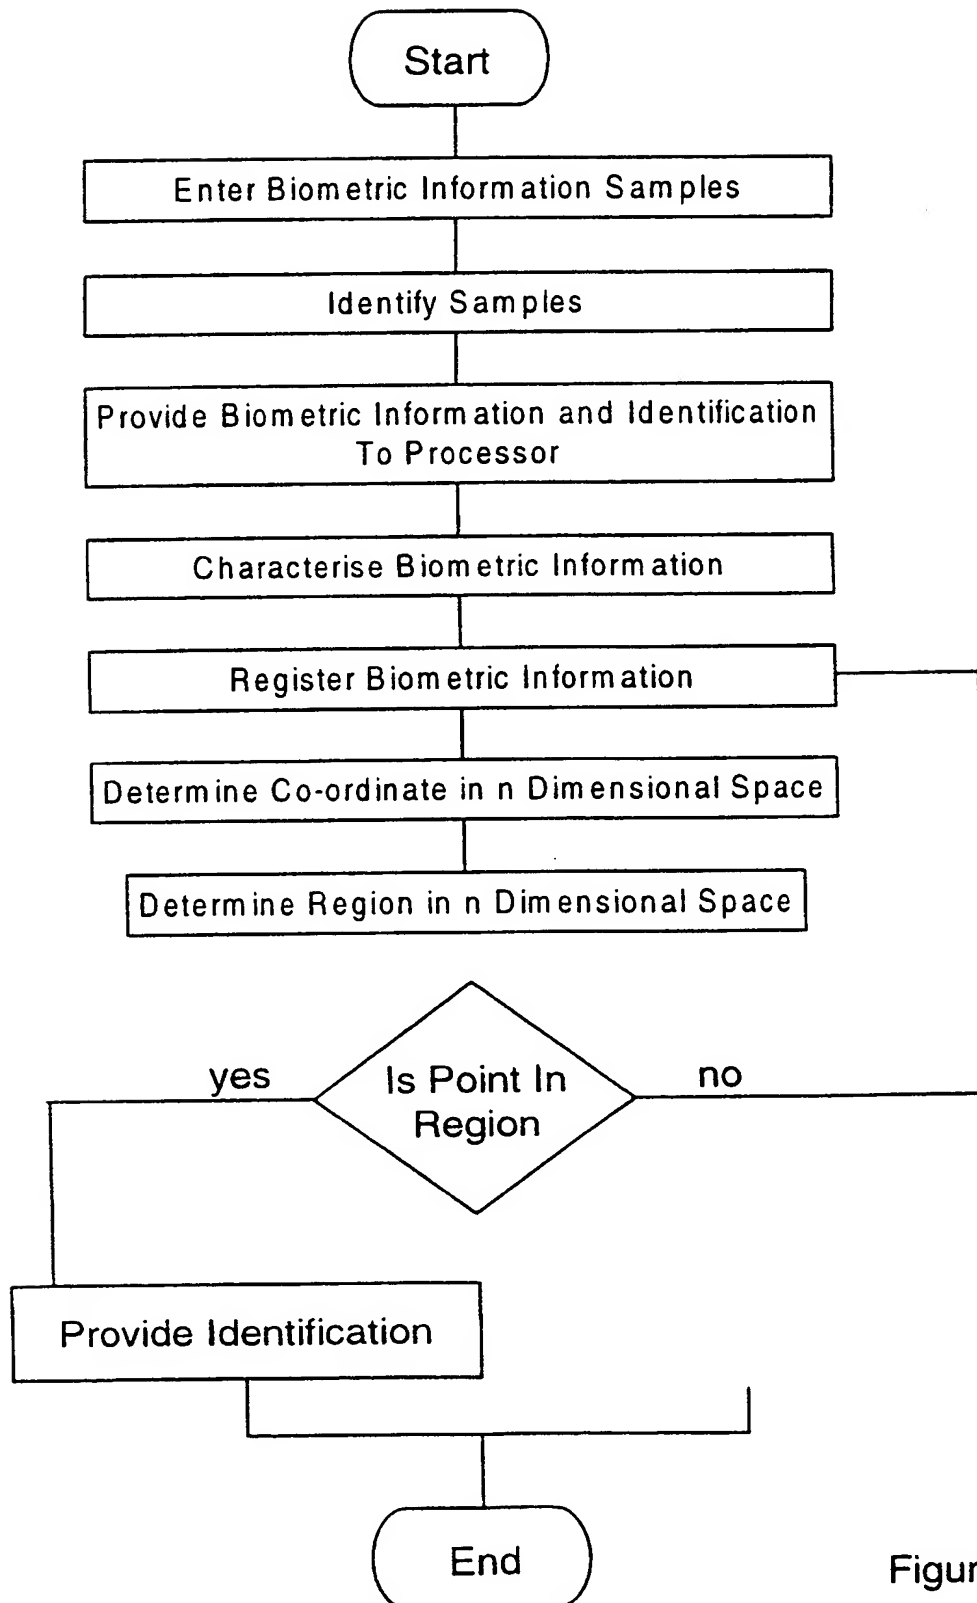 Start
Enter Biometric Information Samples
Identify Samples
Provide Biometric Information and Identification
To Processor
Characterise Biometric Information
Register Biometric Information
Determine Co-ordinate in n Dimensional Space
Determine Region in n Dimensional Space
yes
Is Point In
Region
no
Provide Identification
End